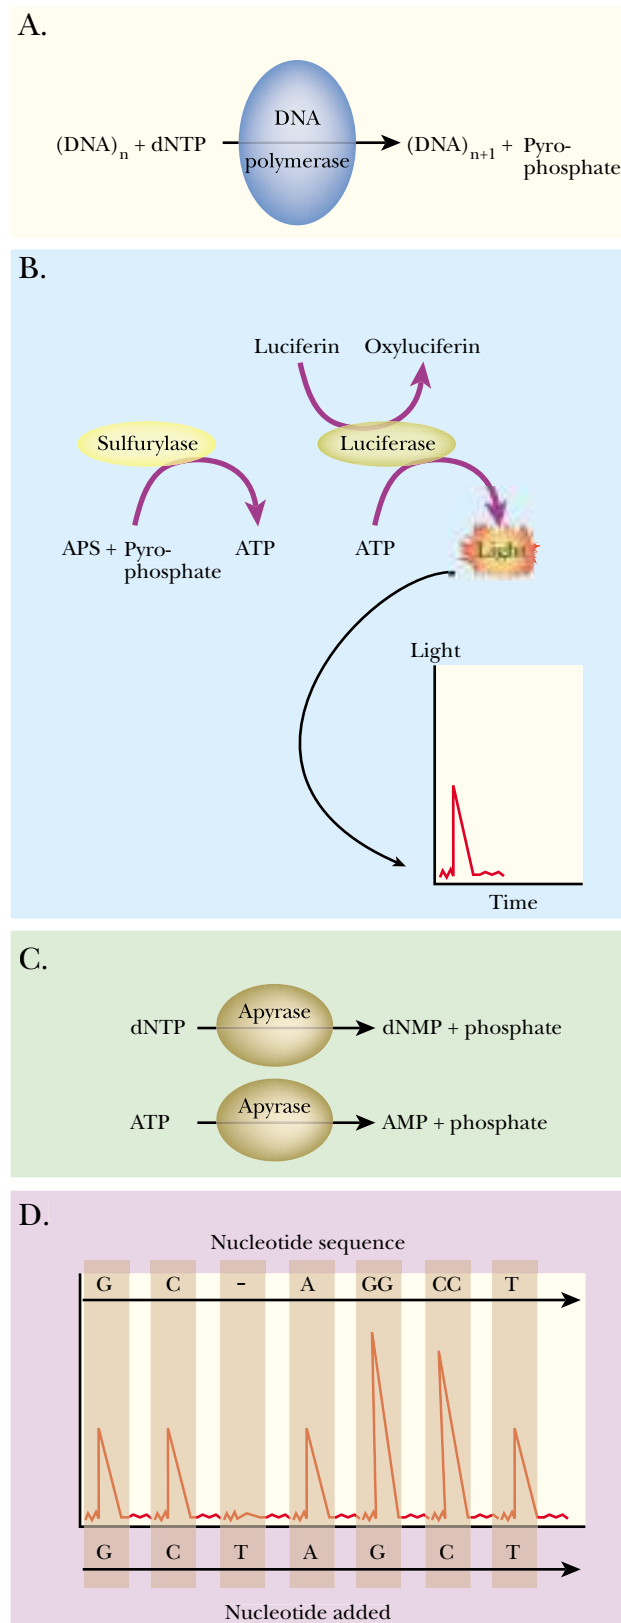 A.
DNA
(DNA)n + dNTP
(DNA)n+1 + Pyro-
phosphate
polymerase
B.
Luciferin Oxyluciferin
Sulfurylase
Luciferase
APS + Pyro-
phosphate
ATP
ATP
Light
Light
Time
C.
Apyrase
dNTP
dNMP + phosphate
Apyrase
ATP
AMP + phosphate
D.
Nucleotide sequence
G C - A GG CC T
G C T A G C T
Nucleotide added